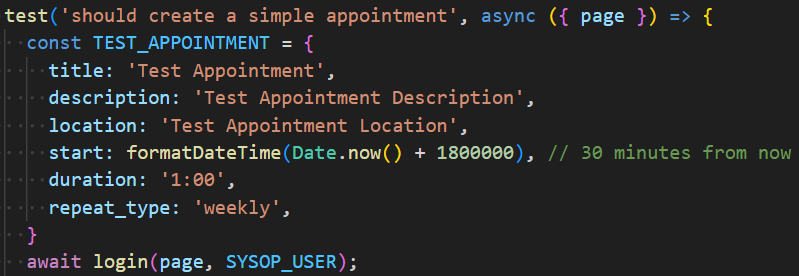 test('should create a simple appointment', async ({ page }) => {
  const TEST_APPOINTMENT = {
    title: 'Test Appointment',
    description: 'Test Appointment Description',
    location: 'Test Appointment Location',
    start: formatDateTime(Date.now() + 1800000), // 30 minutes from now
    duration: '1:00',
    repeat_type: 'weekly',
  }
  await login(page, SYSOP_USER);